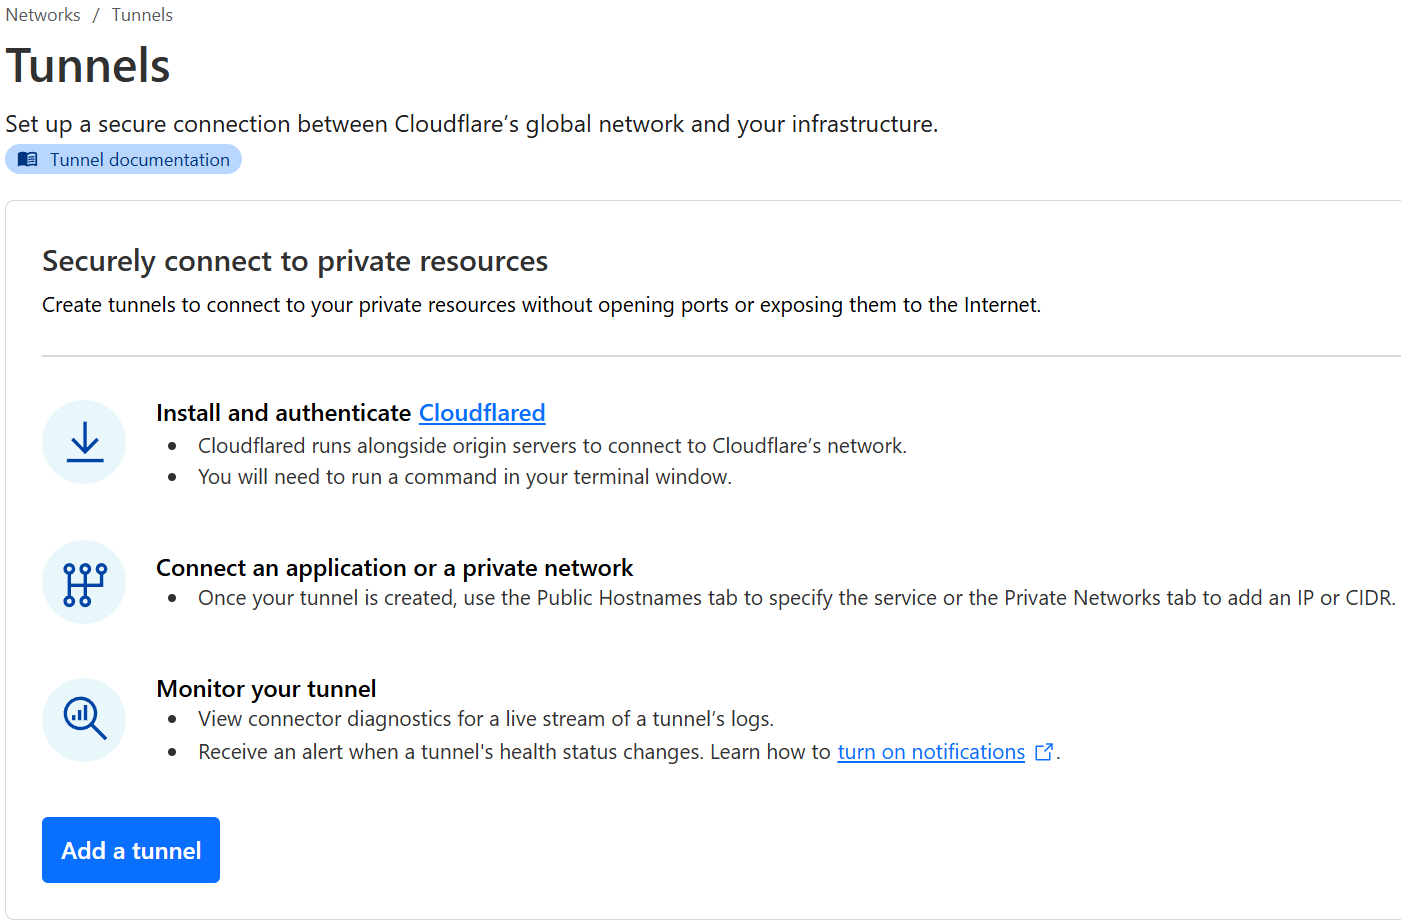 Networks / Tunnels
Tunnels
Set up a secure connection between Cloudflare’s global network and your infrastructure.
Tunnel documentation
Securely connect to private resources
Create tunnels to connect to your private resources without opening ports or exposing them to the Internet.
Install and authenticate Cloudflared
• Cloudflared runs alongside origin servers to connect to Cloudflare’s network.
• You will need to run a command in your terminal window.
Connect an application or a private network
• Once your tunnel is created, use the Public Hostnames tab to specify the service or the Private Networks tab to add an IP or CIDR.
Monitor your tunnel
• View connector diagnostics for a live stream of a tunnel’s logs.
• Receive an alert when a tunnel's health status changes. Learn how to turn on notifications.
Add a tunnel